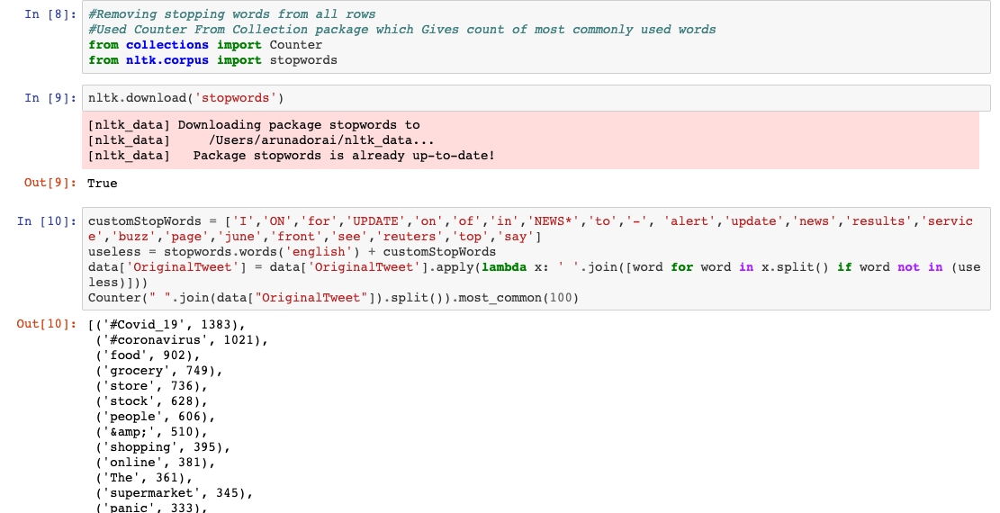 In [8]: #Removing stopping words from all rows
#Used Counter From Collection package which Gives count of most commonly used words
from collections import Counter
from nltk.corpus import stopwords
In [9]: nltk.download('stopwords')
[nltk_data] Downloading package stopwords to
[nltk_data]     /Users/arunadorai/nltk_data...
[nltk_data]   Package stopwords is already up-to-date!
Out[9]: True
In [10]: customStopWords = ['I','ON','for','UPDATE','on','of','in','NEWS*','to','-', 'alert','update','news','results','servic
e','buzz','page','june','front','see','reuters','top','say']
useless = stopwords.words('english') + customStopWords
data['OriginalTweet'] = data['OriginalTweet'].apply(lambda x: ' '.join([word for word in x.split() if word not in (use
less)]))
Counter(" ".join(data["OriginalTweet"]).split()).most_common(100)
Out[10]: [('#Covid_19', 1383),
('#coronavirus', 1021),
('food', 902),
('grocery', 749),
('store', 736),
('stock', 628),
('people', 606),
('&amp;', 510),
('shopping', 395),
('online', 381),
('The', 361),
('supermarket', 345),
('panic', 333),